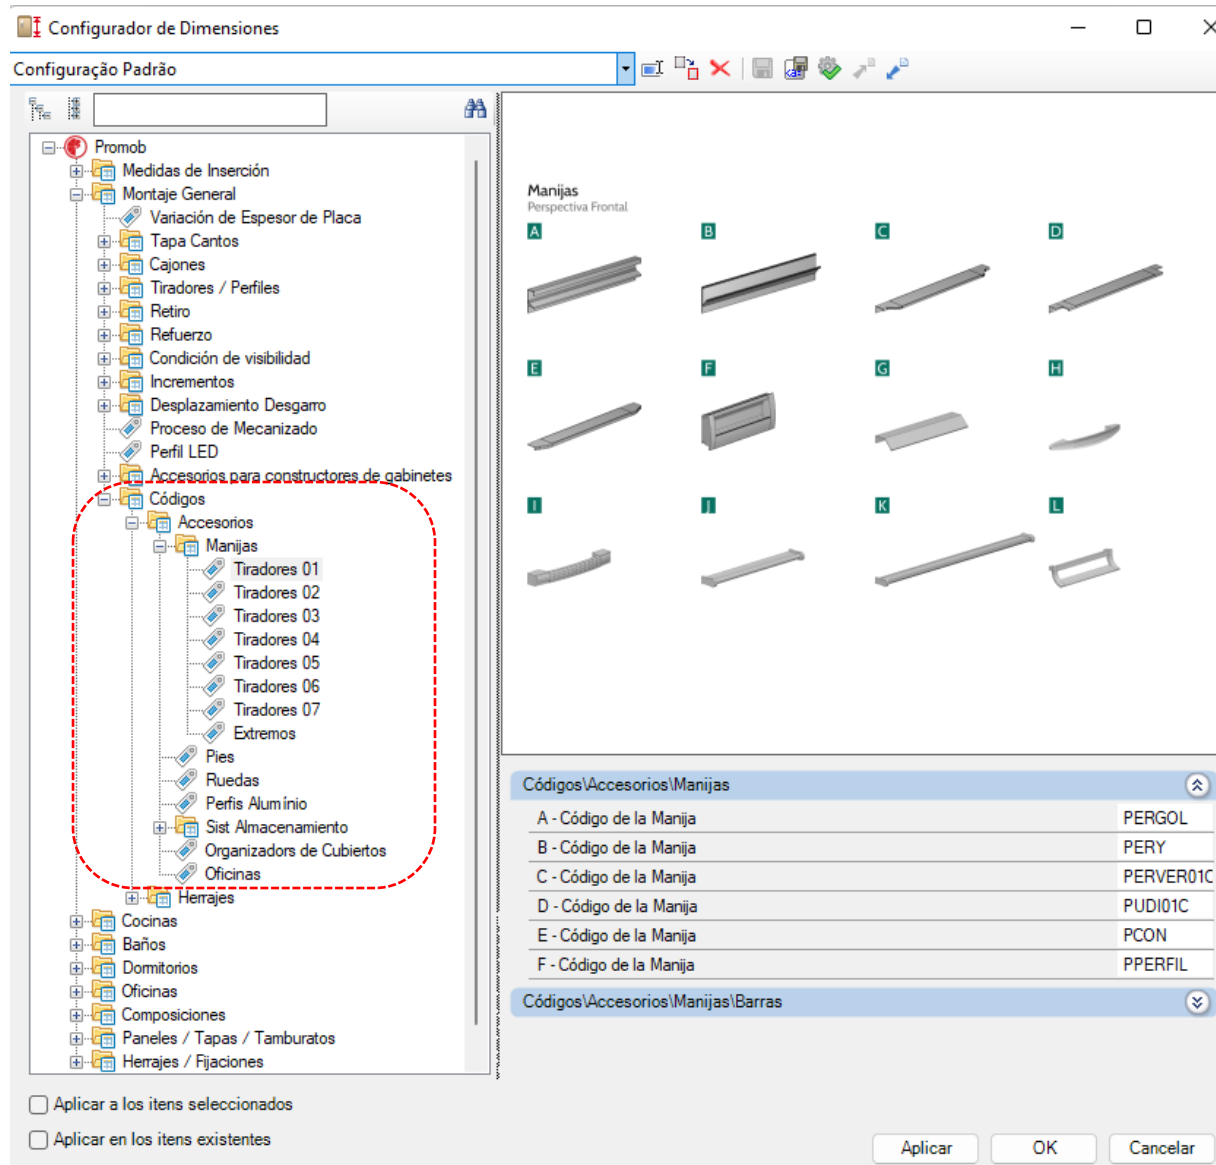 Configurador de Dimensiones
Configuração Padrão
Promob
Medidas de Inserción
Montaje General
Variación de Espesor de Placa
Tapa Cantos
Cajones
Tiradores / Perfiles
Retiro
Refuerzo
Condición de visibilidad
Incrementos
Desplazamiento Desgarro
Proceso de Mecanizado
Perfil LED
Accesorios para constructores de gabinetes
Códigos
Accesorios
Manijas
Tiradores 01
Tiradores 02
Tiradores 03
Tiradores 04
Tiradores 05
Tiradores 06
Tiradores 07
Extremos
Pies
Ruedas
Perfis Alumínio
Sist Almacenamiento
Organizadors de Cubiertos
Oficinas
Herrajes
Cocinas
Baños
Dormitorios
Oficinas
Composiciones
Paneles / Tapas / Tamburatos
Herrajes / Fijaciones
Manijas
Perspectiva Frontal
A B C D
E F G H
I J K L
Códigos\Accesorios\Manijas
A - Código de la Manija PERGOL
B - Código de la Manija PERY
C - Código de la Manija PERVER01C
D - Código de la Manija PUDI01C
E - Código de la Manija PCON
F - Código de la Manija PPERFIL
Códigos\Accesorios\Manijas\Barras
Aplicar a los itens seleccionados
Aplicar en los itens existentes
Aplicar OK Cancelar